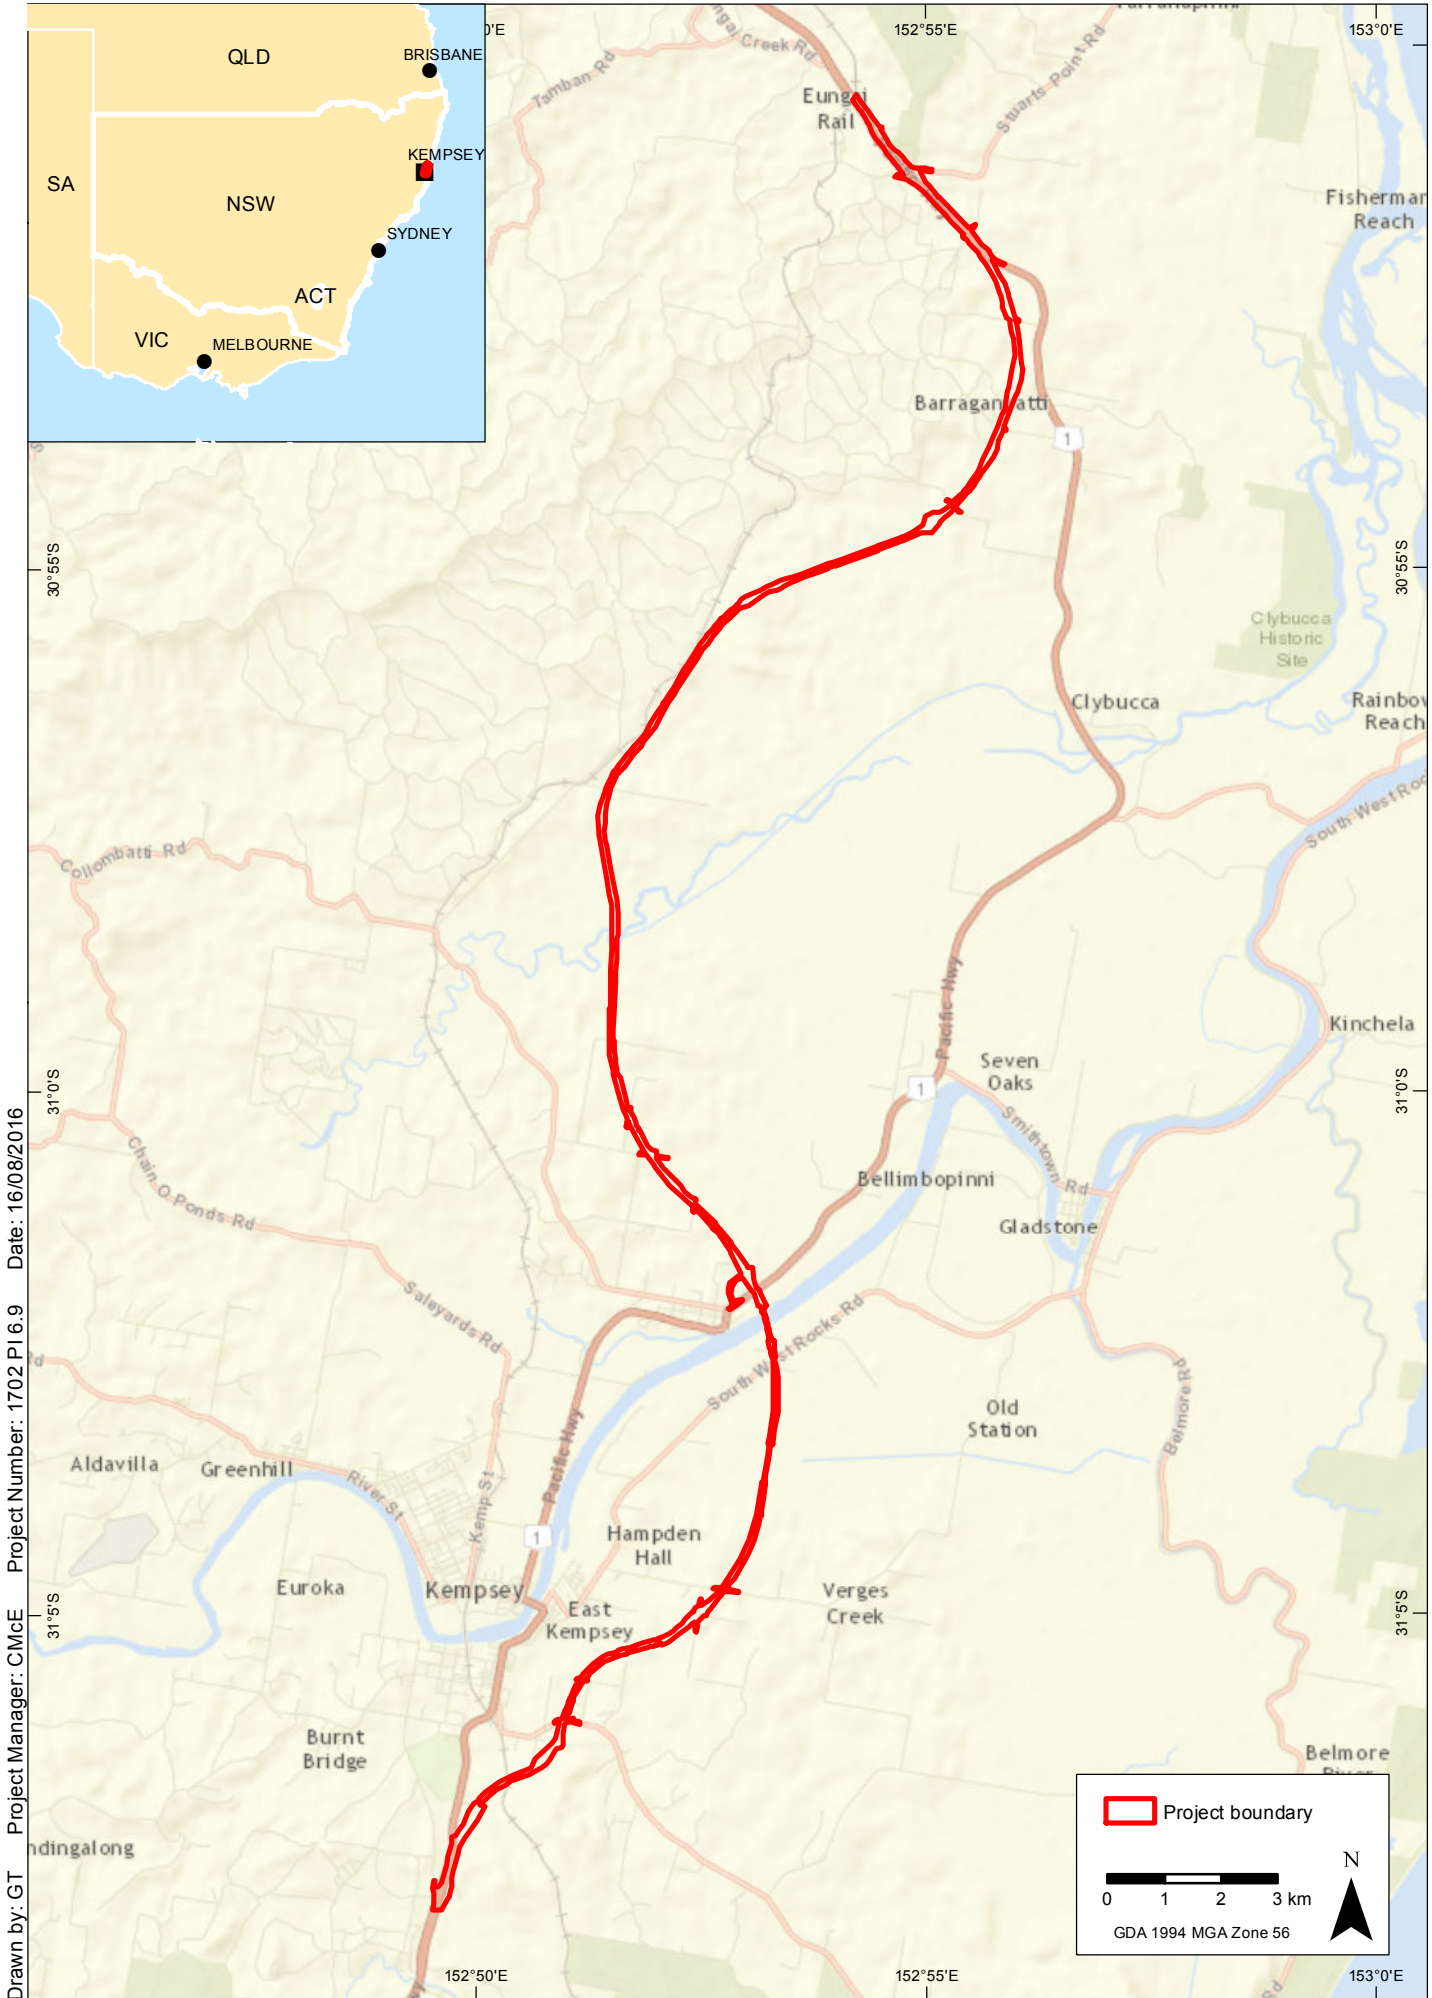 QLD
BRISBANE
KEMPSEY
SA
NSW
SYDNEY
ACT
VIC
MELBOURNE
0'E
152°55'E
153°0'E
Creek Rd
Tamban Rd
Stuarts Point Rd
Eungai
Rail
Fisherman
Reach
Barraganyatti
1
30°55'S
30°55'S
Clybucca
Historic
Site
Clybucca
Rainbow
Reach
South West Roc
Collombatti Rd
Pacific Hwy
Kinchela
Seven
Oaks
1
31°0'S
31°0'S
Smithtown Rd
Chain O Ponds Rd
Bellimbopinni
Gladstone
Saleyards Rd
South West Rocks Rd
Rd
Belmore Rd
Old
Station
Aldavilla
Greenhill
River St
Kemp St
Pacific Hwy
1
Hampden
Hall
Euroka
Kempsey
East
Kempsey
Verges
Creek
31°5'S
31°5'S
Burnt
Bridge
Belmore
River
ndingalong
Project boundary
N
0 1 2 3 km
GDA 1994 MGA Zone 56
152°50'E
152°55'E
153°0'E
Rd
Drawn by: GT Project Manager: CMcE Project Number: 1702 PI 6.9 Date: 16/08/2016